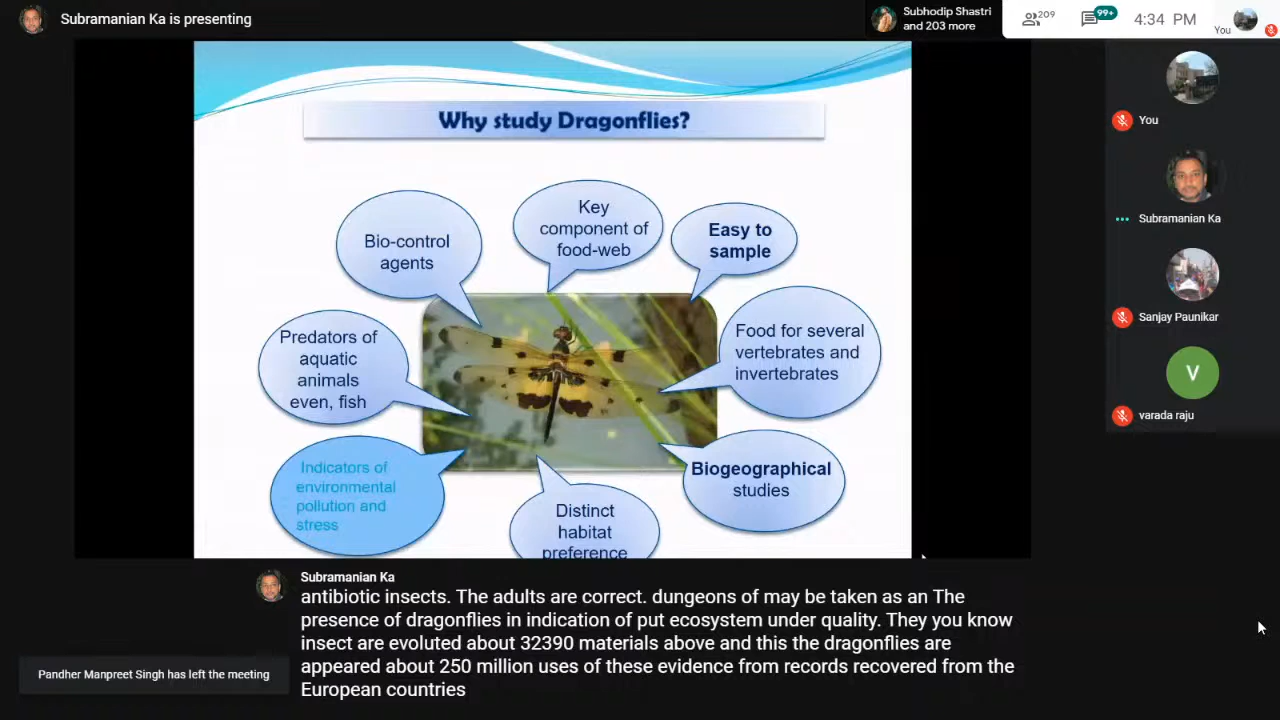 Subramanian Ka is presenting
Subhodip Shastri
and 203 more
209
99+
4:34 PM
You
Why study Dragonflies?
Bio-control
agents
Key
component of
food-web
Easy to
sample
Predators of
aquatic
animals
even, fish
Food for several
vertebrates and
invertebrates
Indicators of
environmental
pollution and
stress
Distinct
habitat
preference
Biogeographical
studies
You
Subramanian Ka
Sanjay Paunikar
V
varada raju
Subramanian Ka
antibiotic insects. The adults are correct. dungeons of may be taken as an The
presence of dragonflies in indication of put ecosystem under quality. They you know
insect are evoluted about 32390 materials above and this the dragonflies are
appeared about 250 million uses of these evidence from records recovered from the
European countries
Pandher Manpreet Singh has left the meeting